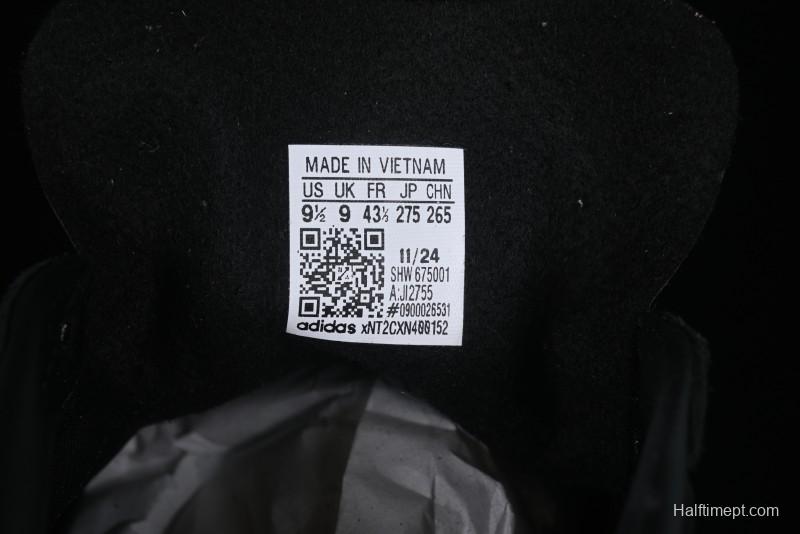 MADE IN VIETNAM
US UK FR JP CHN
9½ 9 43⅓ 275 265
11/24
SHW 675001
A:JI2755
#0900026531
adidas xNT2CXN400152
Halftimept.com